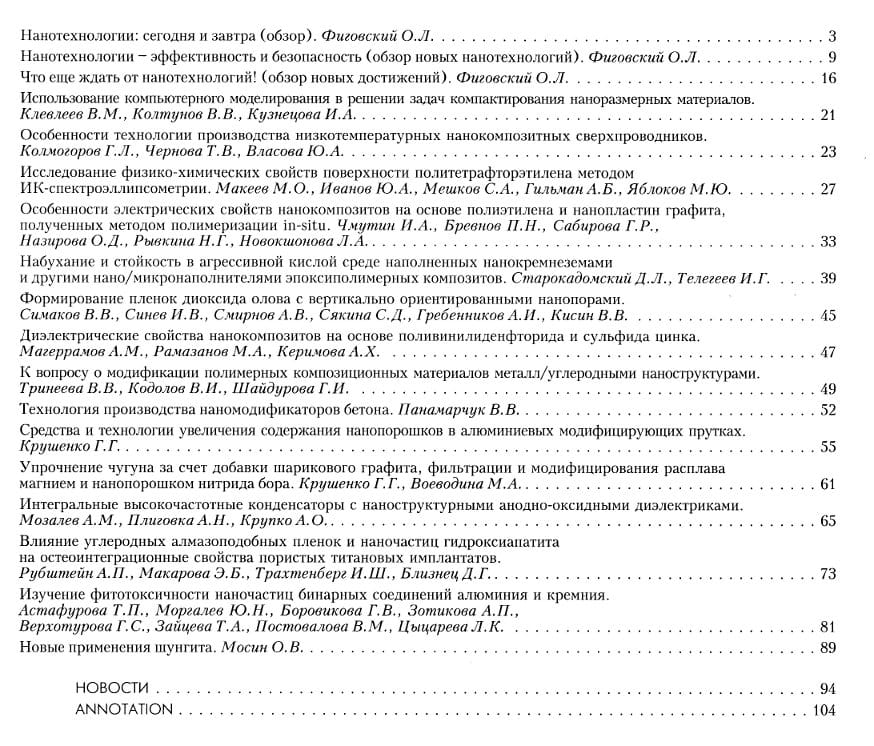 Нанотехнологии: сегодня и завтра (обзор). Фиговский О.Л. 3
Нанотехнологии – эффективность и безопасность (обзор новых нанотехнологий). Фиговский О.Л. 9
Что еще ждать от нанотехнологий! (обзор новых достижений). Фиговский О.Л. 16
Использование компьютерного моделирования в решении задач компактирования наноразмерных материалов.
Клевлеев В.М., Колтунов В.В., Кузнецова И.А. 21
Особенности технологии производства низкотемпературных нанокомпозитных сверхпроводников.
Колмогоров Г.Л., Чернова Т.В., Власова Ю.А. 23
Исследование физико-химических свойств поверхности политетрафторэтилена методом
ИК-спектроэллипсометрии. Макеев М.О., Иванов Ю.А., Мешков С.А., Гильман А.Б., Яблоков М.Ю. 27
Особенности электрических свойств нанокомпозитов на основе полиэтилена и нанопластин графита,
полученных методом полимеризации in-situ. Чмутин И.А., Бревнов П.Н., Сабирова Г.Р.,
Назирова О.Д., Рывкина Н.Г., Новокшонова Л.А. 33
Набухание и стойкость в агрессивной кислой среде наполненных нанокремнеземами
и другими нано/микронаполнителями эпоксиполимерных композитов. Старокадомский Д.Л., Телегеев И.Г. 39
Формирование пленок диоксида олова с вертикально ориентированными нанопорами.
Симаков В.В., Синев И.В., Смирнов А.В., Сякина С.Д., Гребенников А.И., Кисин В.В. 45
Диэлектрические свойства нанокомпозитов на основе поливинилиденфторида и сульфида цинка.
Магеррамов А.М., Рамазанов М.А., Керимова А.Х. 47
К вопросу о модификации полимерных композиционных материалов металл/углеродными наноструктурами.
Тринеева В.В., Кодолов В.И., Шайдурова Г.И. 49
Технология производства наномодификаторов бетона. Панамарчук В.В. 52
Средства и технологии увеличения содержания нанопорошков в алюминиевых модифицирующих прутках.
Крушенко Г.Г. 55
Упрочнение чугуна за счет добавки шарикового графита, фильтрации и модифицирования расплава
магнием и нанопорошком нитрида бора. Крушенко Г.Г., Воеводина М.А. 61
Интегральные высокочастотные конденсаторы с наноструктурными анодно-оксидными диэлектриками.
Мозалев А.М., Плиговка А.Н., Крупко А.О. 65
Влияние углеродных алмазоподобных пленок и наночастиц гидроксиапатита
на остеоинтеграционные свойства пористых титановых имплантатов.
Рубштейн А.П., Макарова Э.Б., Трахтенберг И.Ш., Близнец Д.Г. 73
Изучение фитотоксичности наночастиц бинарных соединений алюминия и кремния.
Астафурова Т.П., Моргалев Ю.Н., Боровикова Г.В., Зотикова А.П.,
Верхотурова Г.С., Зайцева Т.А., Постовалова В.М., Цыцарева Л.К. 81
Новые применения шунгита. Мосин О.В. 89
НОВОСТИ 94
ANNOTATION 104